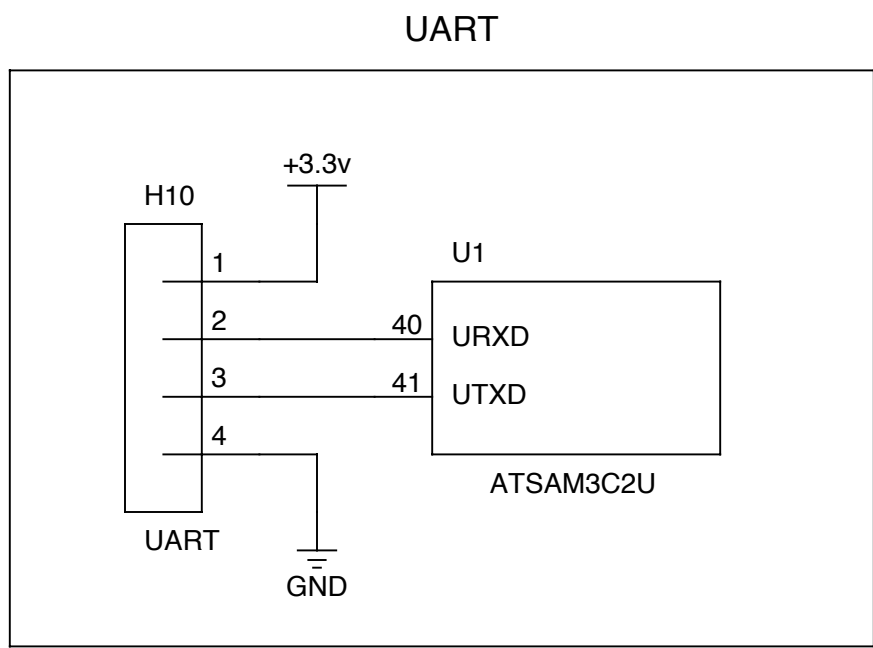 UART
+3.3v
H10
1
U1
2
40
URXD
3
41
UTXD
4
ATSAM3C2U
UART
GND